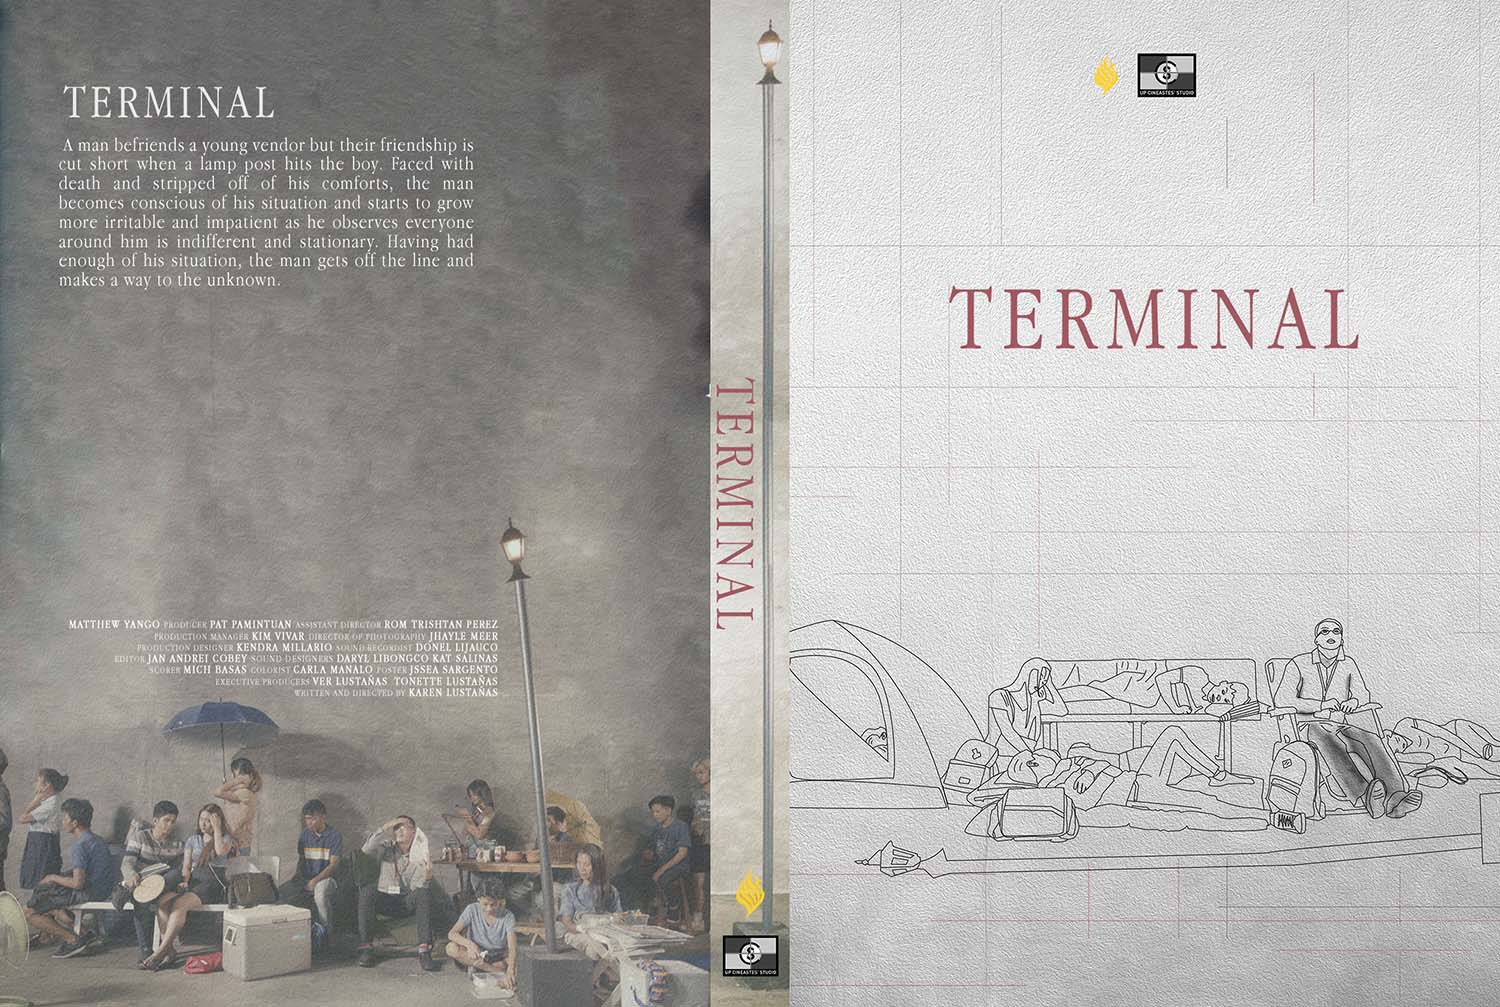 TERMINAL
A man befriends a young vendor but their friendship is
cut short when a lamp post hits the boy. Faced with
death and stripped off of his comforts, the man
becomes conscious of his situation and starts to grow
more irritable and impatient as he observes everyone
around him is indifferent and stationary. Having had
enough of his situation, the man gets off the line and
makes a way to the unknown.
MATTHEW YANGO PRODUCER PAT PAMINTUAN ASSISTANT DIRECTOR ROM TRISHTAN PEREZ
PRODUCTION MANAGER KIM VIVAR DIRECTOR OF PHOTOGRAPHY JHAYLE MEER
PRODUCTION DESIGNER KENDRA MILLARIO SOUND RECORDIST DONEL LIJAUCO
EDITOR JAN ANDREI COBEY SOUND DESIGNERS DARYL LIBONGCO KAT SALINAS
SCORER MICH BASAS COLORIST CARLA MANALO POSTER ISSEA SARGENTO
EXECUTIVE PRODUCERS VER LUSTAÑAS TONETTE LUSTAÑAS
WRITTEN AND DIRECTED BY KAREN LUSTAÑAS
TERMINAL
UP CINEASTES' STUDIO
UP CINEASTES' STUDIO
TERMINAL